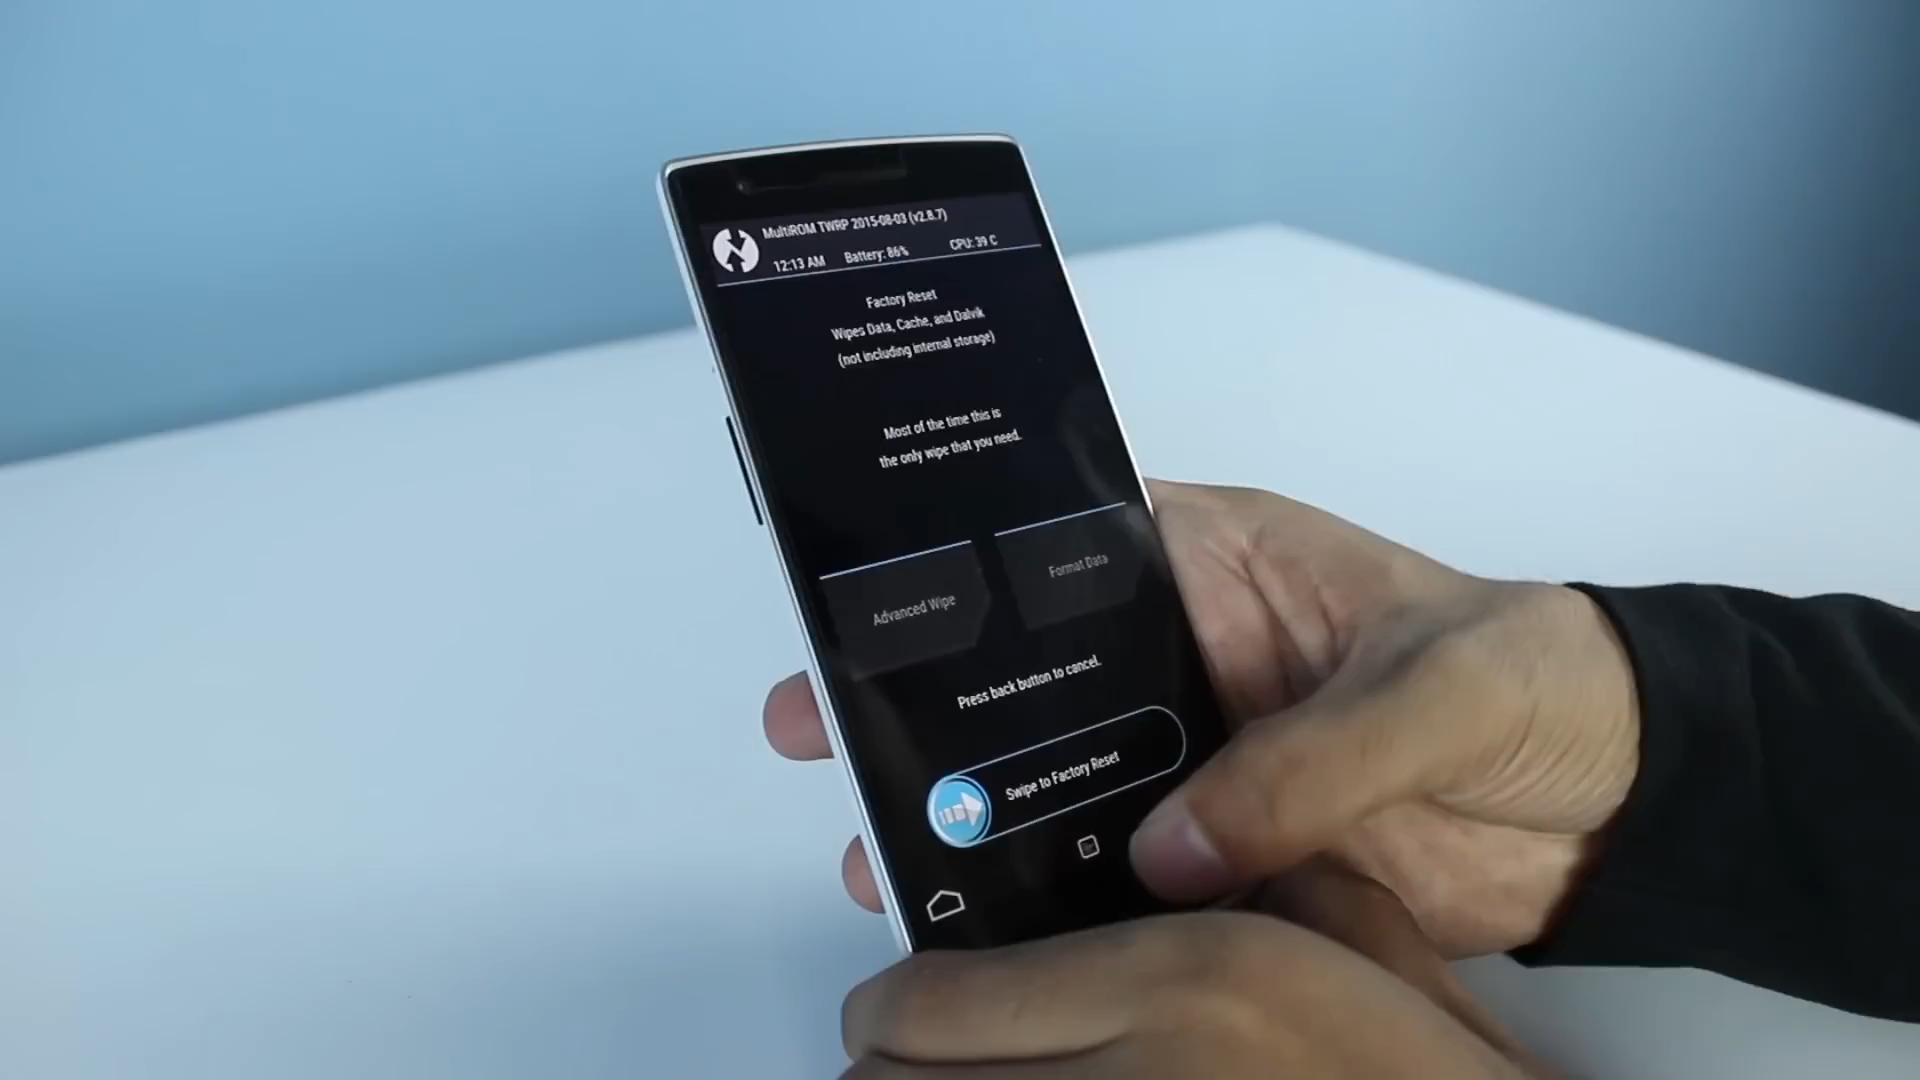 MultiROM TWRP 2015-08-03 (v2.8.7)
12:13 AM Battery: 86% CPU: 39 C
Factory Reset
Wipes Data, Cache, and Dalvik
(not including internal storage)
Most of the time this is
the only wipe that you need.
Advanced Wipe
Format Data
Press back button to cancel.
Swipe to Factory Reset